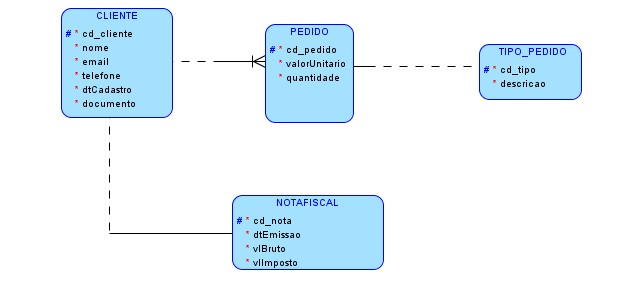 CLIENTE
# * cd_cliente
* nome
* email
* telefone
* dtCadastro
* documento
PEDIDO
# * cd_pedido
* valorUnitario
* quantidade
TIPO_PEDIDO
# * cd_tipo
* descricao
NOTAFISCAL
# * cd_nota
* dtEmissao
* vlBruto
* vlImposto